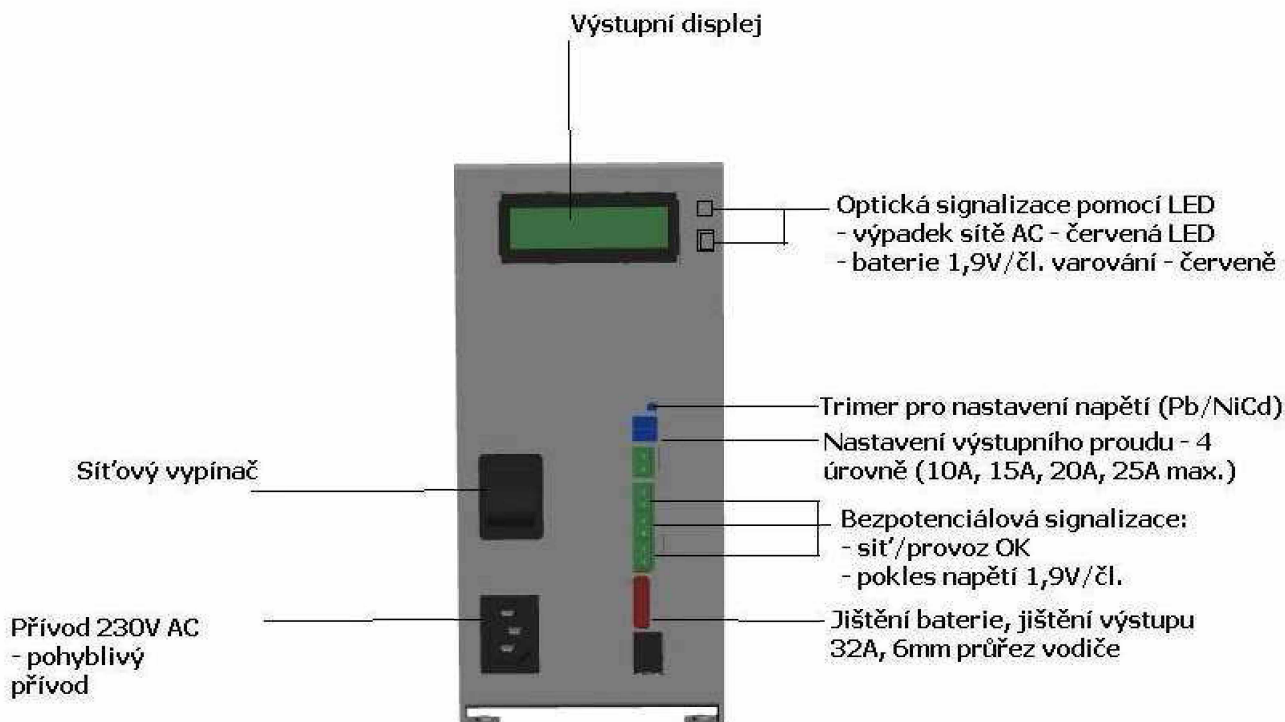 Výstupní displej
Optická signalizace pomocí LED
- výpadek sítě AC - červená LED
- baterie 1,9V/čl. varování - červeně
Trimer pro nastavení napětí (Pb/NiCd)
Nastavení výstupního proudu - 4
úrovně (10A, 15A, 20A, 25A max.)
Síťový vypínač
Bezpotenciálová signalizace:
- síť/provoz OK
- pokles napětí 1,9V/čl.
Jištění baterie, jištění výstupu
32A, 6mm průřez vodiče
Přívod 230V AC
- pohyblivý
přívod